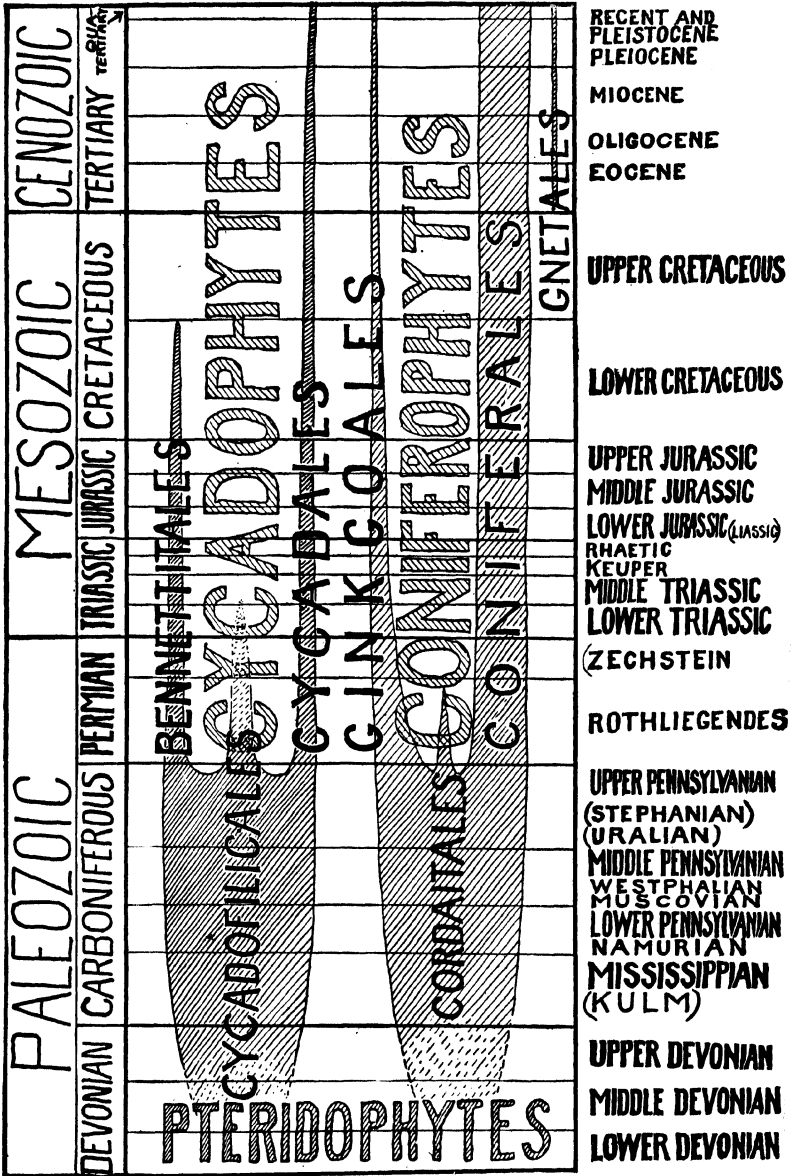 CENOZOIC
MESOZOIC
PALEOZOIC
QUA-
TERTIARY
TERTIARY
CRETACEOUS
JURASSIC
TRIASSIC
PERMIAN
CARBONIFEROUS
DEVONIAN
BENNETTITALES
CYCADOPHYTES
CYCADOFILICALES
CYCADALES
GINKGOALES
CONIFEROPHYTES
CORDAITALES
CONIFERALES
GNETALES
PTERIDOPHYTES
RECENT AND
PLEISTOCENE
PLEIOCENE
MIOCENE
OLIGOCENE
EOCENE
UPPER CRETACEOUS
LOWER CRETACEOUS
UPPER JURASSIC
MIDDLE JURASSIC
LOWER JURASSIC (LIASSIC)
RHAETIC
KEUPER
MIDDLE TRIASSIC
LOWER TRIASSIC
(ZECHSTEIN
ROTHLIEGENDES
UPPER PENNSYLVANIAN
(STEPHANIAN)
(URALIAN)
MIDDLE PENNSYLVANIAN
WESTPHALIAN
MUSCOVIAN
LOWER PENNSYLVANIAN
NAMURIAN
MISSISSIPPIAN
(KULM)
UPPER DEVONIAN
MIDDLE DEVONIAN
LOWER DEVONIAN